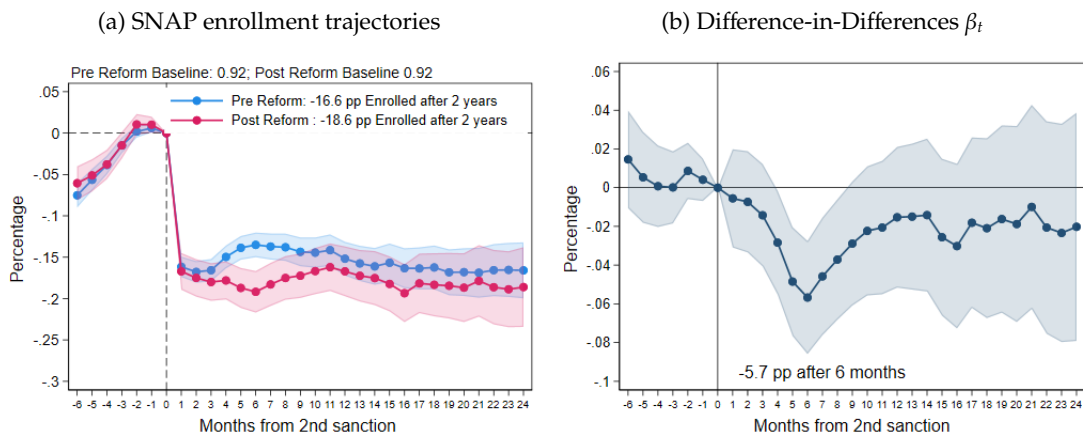 (a) SNAP enrollment trajectories
Pre Reform Baseline: 0.92; Post Reform Baseline 0.92
Pre Reform: -16.6 pp Enrolled after 2 years
Post Reform : -18.6 pp Enrolled after 2 years
Percentage
.05
0
-.05
-.1
-.15
-.2
-.25
-.3
-6 -5 -4 -3 -2 -1 0 1 2 3 4 5 6 7 8 9 10 11 12 13 14 15 16 17 18 19 20 21 22 23 24
Months from 2nd sanction
(b) Difference-in-Differences βt
Percentage
.06
.04
.02
0
-.02
-.04
-.06
-.08
-.1
-5.7 pp after 6 months
-6 -5 -4 -3 -2 -1 0 1 2 3 4 5 6 7 8 9 10 11 12 13 14 15 16 17 18 19 20 21 22 23 24
Months from 2nd sanction